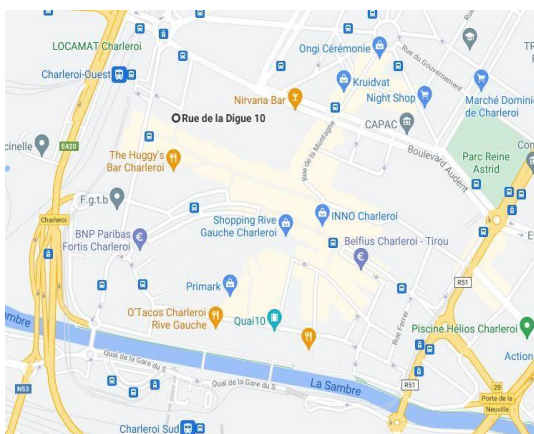 Ongi Cérémonie
LOCAMAT Charleroi
Rue du Gouvernement
Charleroi-Ouest
Kruidvat
Night Shop
Marché Domini
de Charleroi
Nirvana Bar
Rue de la Digue 10
CAPAC
Rue de la Montagne
Boulevard Audent
Parc Reine
Astrid
cinelle
E420
The Huggy's
Bar Charleroi
F.g.t.b
Charleroi
INNO Charleroi
Shopping Rive
Gauche Charleroi
BNP Paribas
Fortis Charleroi
Belfius Charleroi - Tirou
R51
Primark
O'Tacos Charleroi
Rive Gauche
Quai10
Rue Ferrer
Piscine Hélios Charleroi
Action
Quai de la Gare du S
La Sambre
Quai de la Gare du S
N53
R51
29
Porte de la
Neuville
Charleroi Sud